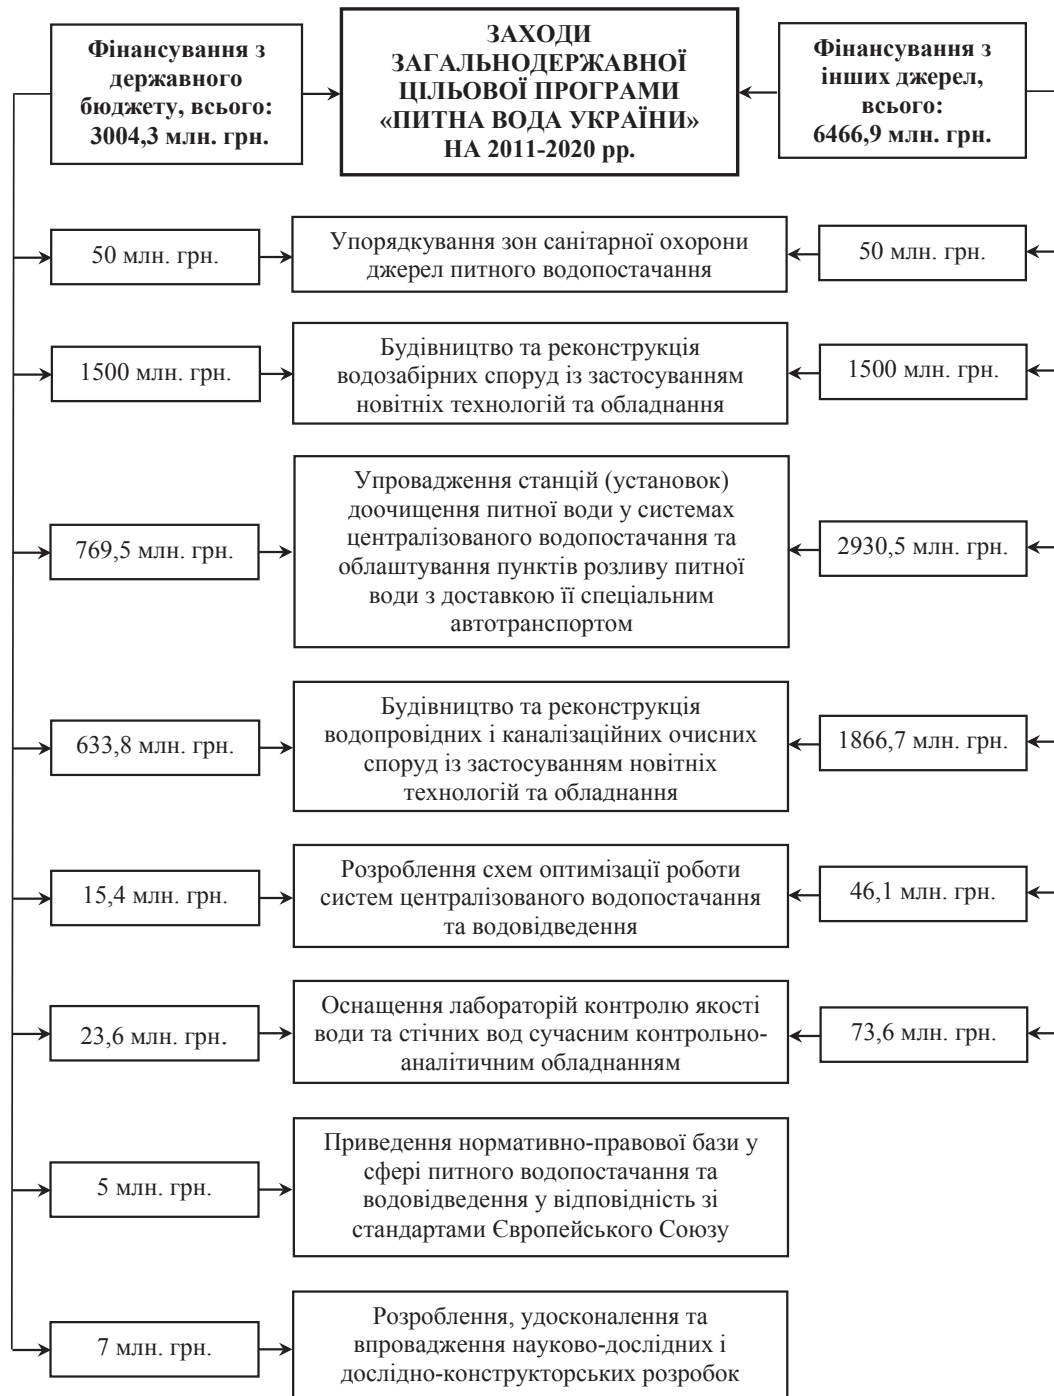 Фінансування з
державного
бюджету, всього:
3004,3 млн. грн.
ЗАХОДИ
ЗАГАЛЬНОДЕРЖАВНОЇ
ЦІЛЬОВОЇ ПРОГРАМИ
«ПИТНА ВОДА УКРАЇНИ»
НА 2011-2020 рр.
Фінансування з
інших джерел,
всього:
6466,9 млн. грн.
50 млн. грн.
Упорядкування зон санітарної охорони
джерел питного водопостачання
50 млн. грн.
1500 млн. грн.
Будівництво та реконструкція
водозабірних споруд із застосуванням
новітніх технологій та обладнання
1500 млн. грн.
769,5 млн. грн.
Упровадження станцій (установок)
доочищення питної води у системах
централізованого водопостачання та
облаштування пунктів розливу питної
води з доставкою її спеціальним
автотранспортом
2930,5 млн. грн.
633,8 млн. грн.
Будівництво та реконструкція
водопровідних і каналізаційних очисних
споруд із застосуванням новітніх
технологій та обладнання
1866,7 млн. грн.
15,4 млн. грн.
Розроблення схем оптимізації роботи
систем централізованого водопостачання
та водовідведення
46,1 млн. грн.
23,6 млн. грн.
Оснащення лабораторій контролю якості
води та стічних вод сучасним контрольно-
аналітичним обладнанням
73,6 млн. грн.
5 млн. грн.
Приведення нормативно-правової бази у
сфері питного водопостачання та
водовідведення у відповідність зі
стандартами Європейського Союзу
7 млн. грн.
Розроблення, удосконалення та
впровадження науково-дослідних і
дослідно-конструкторських розробок